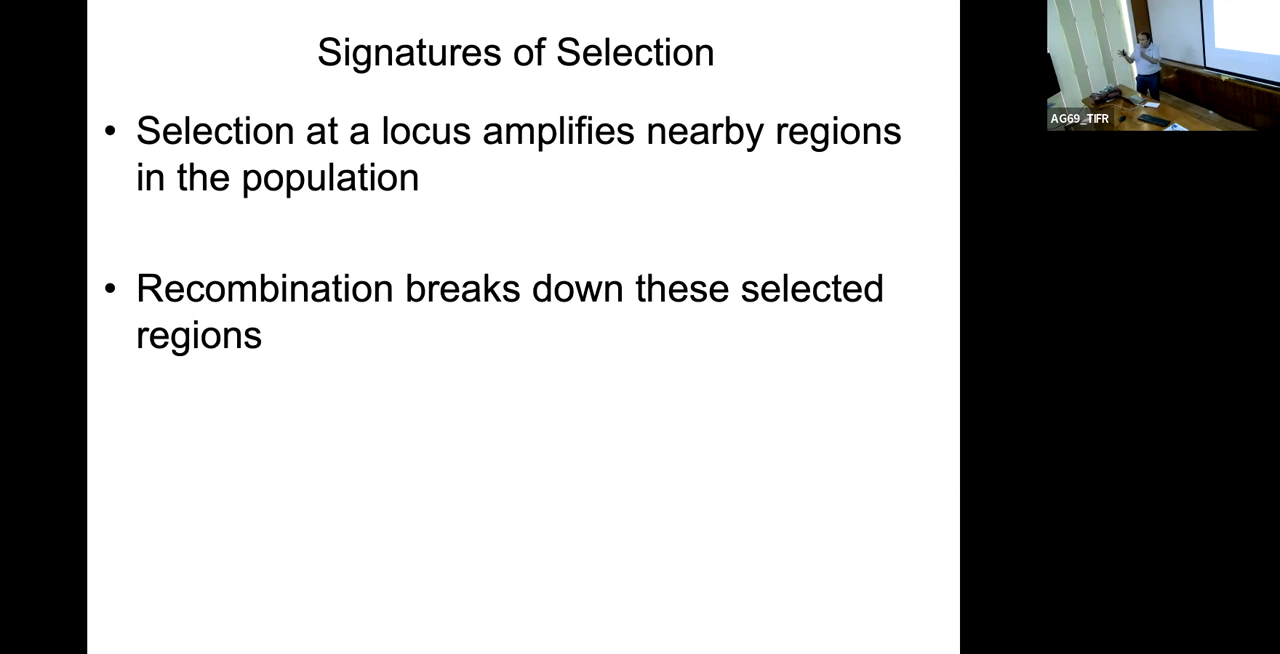 Signatures of Selection
• Selection at a locus amplifies nearby regions
in the population
• Recombination breaks down these selected
regions
AG69_TIFR